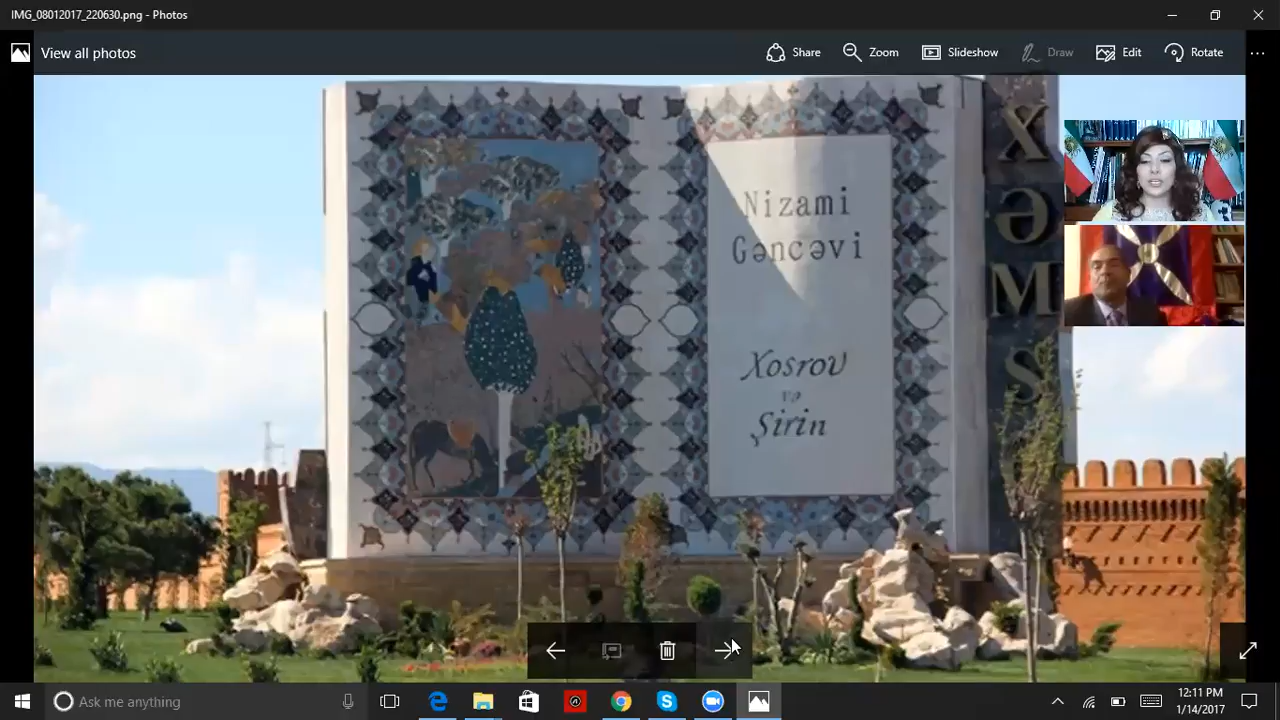 IMG_08012017_220630.png - Photos
View all photos
Share
Zoom
Slideshow
Draw
Edit
Rotate
Nizami
Gəncəvi
Xosrov
və
Şirin
XƏMS
Ask me anything
12:11 PM
1/14/2017